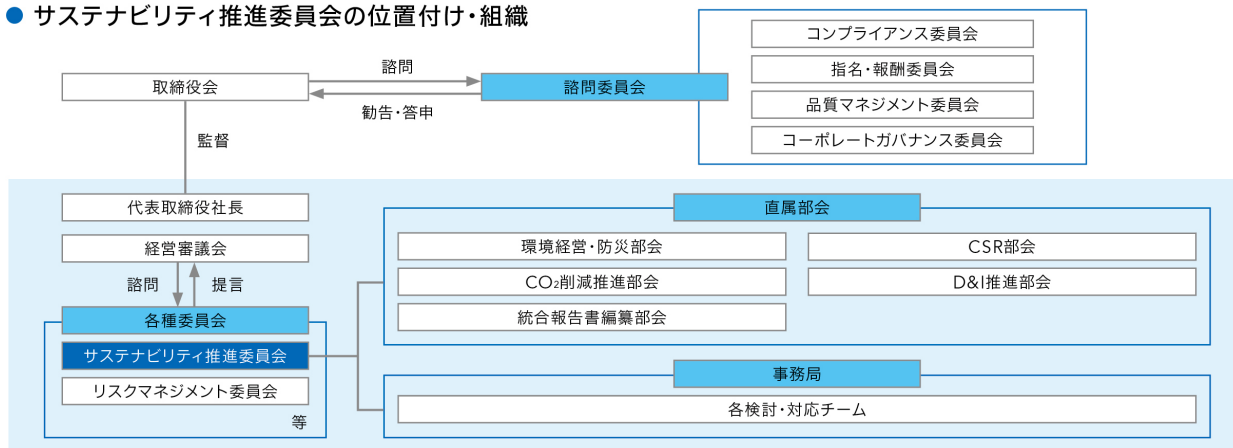 ● サステナビリティ推進委員会の位置付け・組織
取締役会
諮問
勧告・答申
諮問委員会
コンプライアンス委員会
指名・報酬委員会
品質マネジメント委員会
コーポレートガバナンス委員会
監督
代表取締役社長
経営審議会
諮問
提言
各種委員会
サステナビリティ推進委員会
リスクマネジメント委員会
等
直属部会
環境経営・防災部会
CSR部会
CO₂削減推進部会
D&I推進部会
統合報告書編纂部会
事務局
各検討・対応チーム